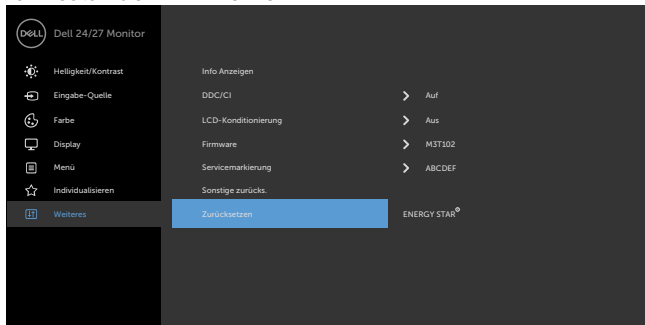 DELL Dell 24/27 Monitor
Helligkeit/Kontrast Info Anzeigen
Eingabe-Quelle DDC/CI Auf
Farbe LCD-Konditionierung Aus
Display Firmware M3T102
Menü Servicemarkierung ABCDEF
Individualisieren Sonstige zurücks.
Weiteres Zurücksetzen ENERGY STAR®